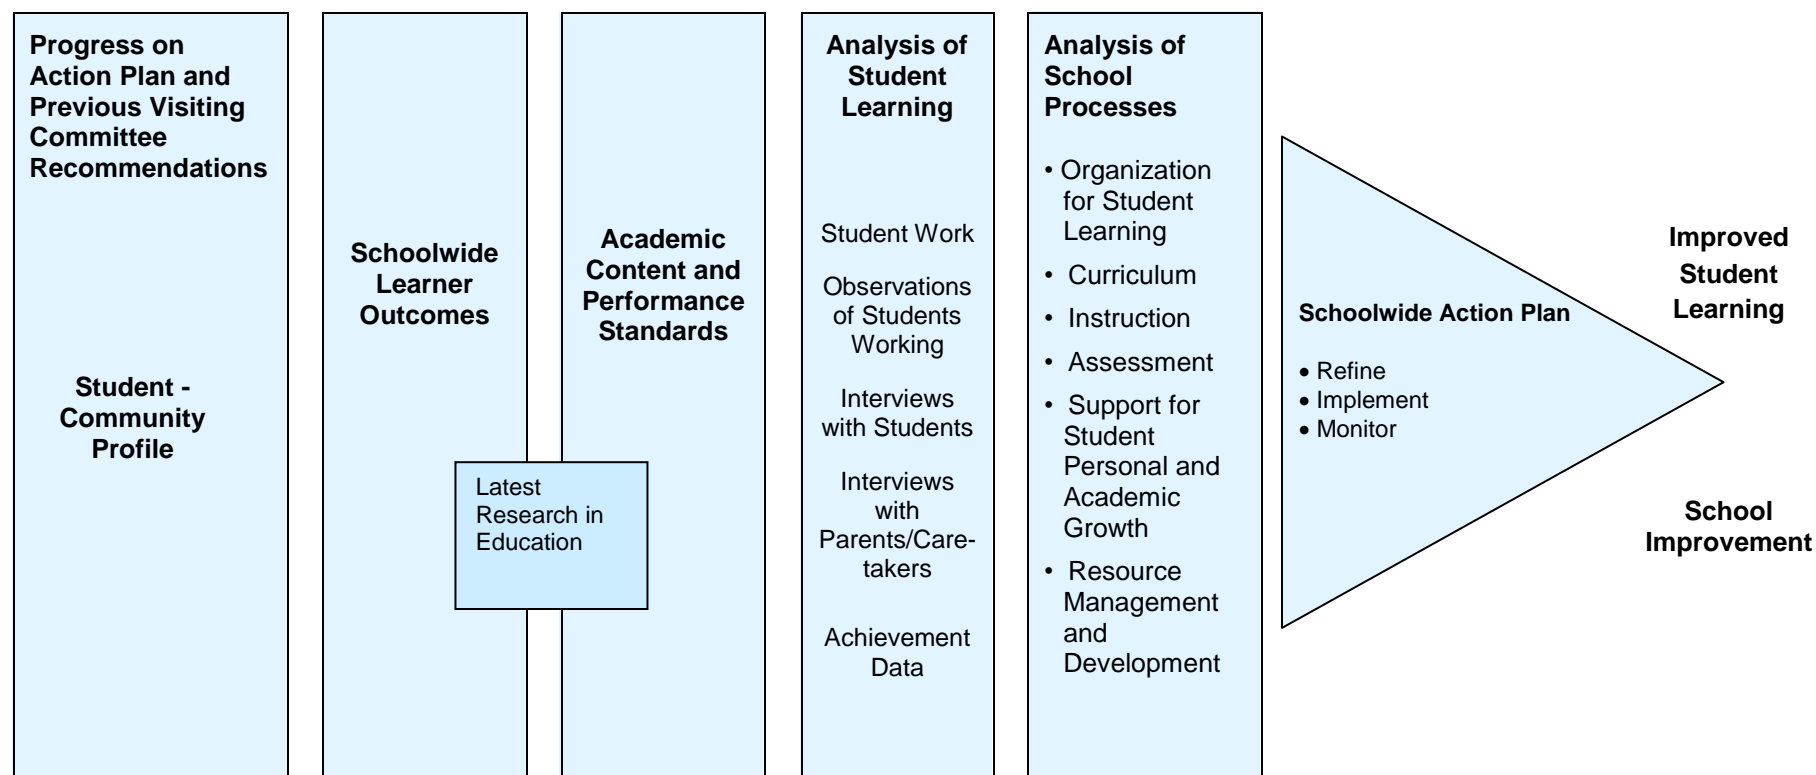 Progress on
Action Plan and
Previous Visiting
Committee
Recommendations
Student -
Community
Profile
Schoolwide
Learner
Outcomes
Academic
Content and
Performance
Standards
Latest
Research in
Education
Analysis of
Student
Learning
Student Work
Observations
of Students
Working
Interviews
with Students
Interviews
with
Parents/Care-
takers
Achievement
Data
Analysis of
School
Processes
• Organization
for Student
Learning
• Curriculum
• Instruction
• Assessment
• Support for
Student
Personal and
Academic
Growth
• Resource
Management
and
Development
Schoolwide Action Plan
• Refine
• Implement
• Monitor
Improved
Student
Learning
School
Improvement